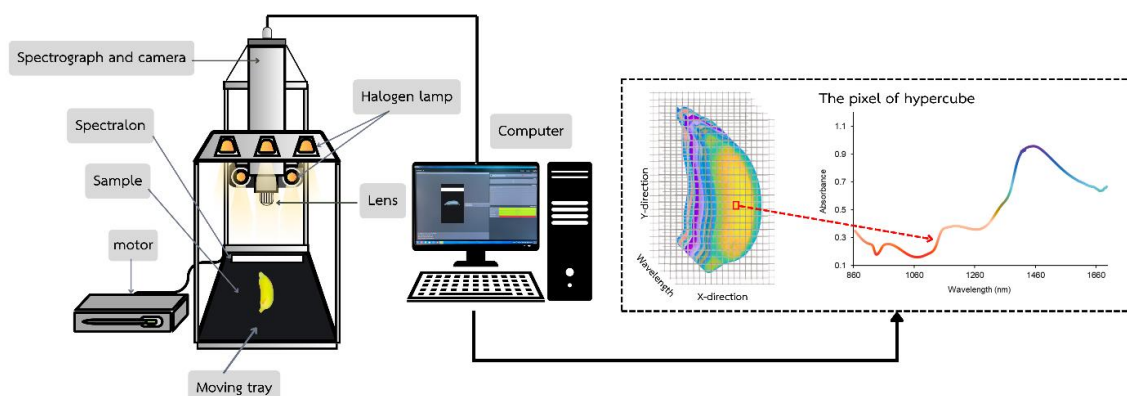 Spectrograph and camera
Halogen lamp
Spectralon
Computer
Sample
Lens
motor
Moving tray
The pixel of hypercube
Y-direction
Wavelength
X-direction
Absorbance
1.1
0.9
0.7
0.5
0.3
0.1
860 1060 1260 1460 1660
Wavelength (nm)